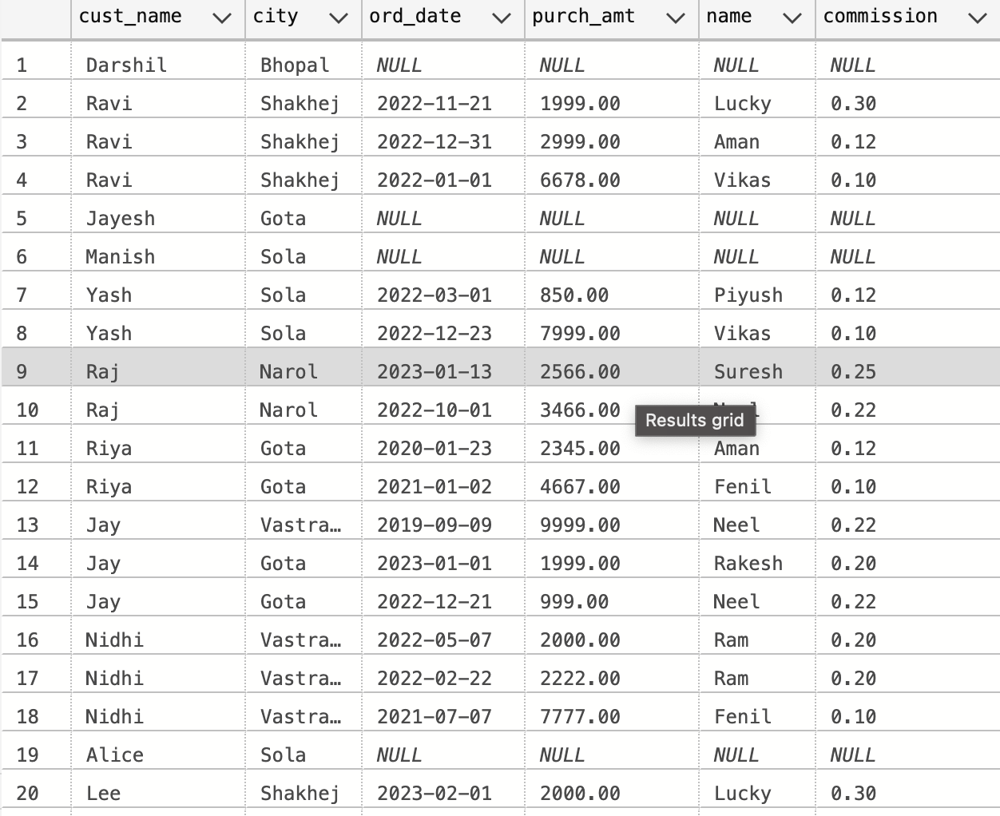 cust_name city ord_date purch_amt name commission
1 Darshil Bhopal NULL NULL NULL NULL
2 Ravi Shakhej 2022-11-21 1999.00 Lucky 0.30
3 Ravi Shakhej 2022-12-31 2999.00 Aman 0.12
4 Ravi Shakhej 2022-01-01 6678.00 Vikas 0.10
5 Jayesh Gota NULL NULL NULL NULL
6 Manish Sola NULL NULL NULL NULL
7 Yash Sola 2022-03-01 850.00 Piyush 0.12
8 Yash Sola 2022-12-23 7999.00 Vikas 0.10
9 Raj Narol 2023-01-13 2566.00 Suresh 0.25
10 Raj Narol 2022-10-01 3466.00 0.22
Results grid
11 Riya Gota 2020-01-23 2345.00 Aman 0.12
12 Riya Gota 2021-01-02 4667.00 Fenil 0.10
13 Jay Vastra… 2019-09-09 9999.00 Neel 0.22
14 Jay Gota 2023-01-01 1999.00 Rakesh 0.20
15 Jay Gota 2022-12-21 999.00 Neel 0.22
16 Nidhi Vastra… 2022-05-07 2000.00 Ram 0.20
17 Nidhi Vastra… 2022-02-22 2222.00 Ram 0.20
18 Nidhi Vastra… 2021-07-07 7777.00 Fenil 0.10
19 Alice Sola NULL NULL NULL NULL
20 Lee Shakhej 2023-02-01 2000.00 Lucky 0.30